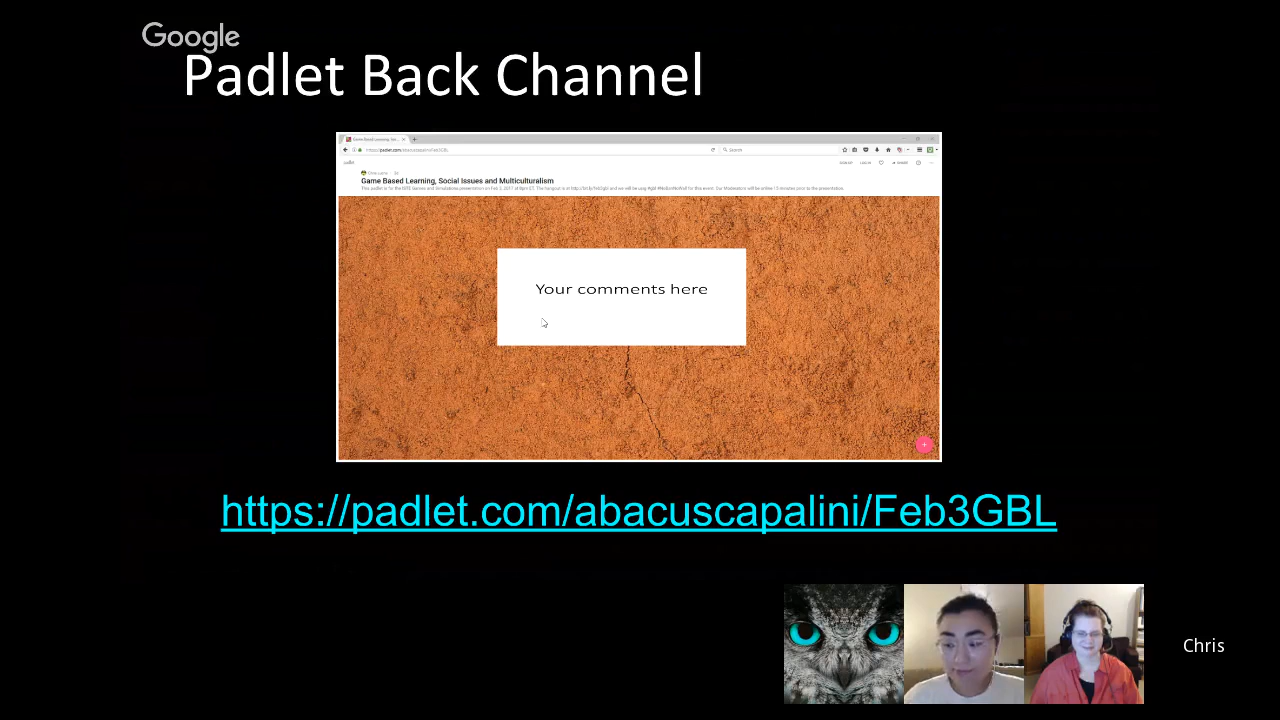 Google
Padlet Back Channel
padlet
Game Based Learning, Social Issues and Multiculturalism
Your comments here
https://padlet.com/abacuscapalini/Feb3GBL
Chris